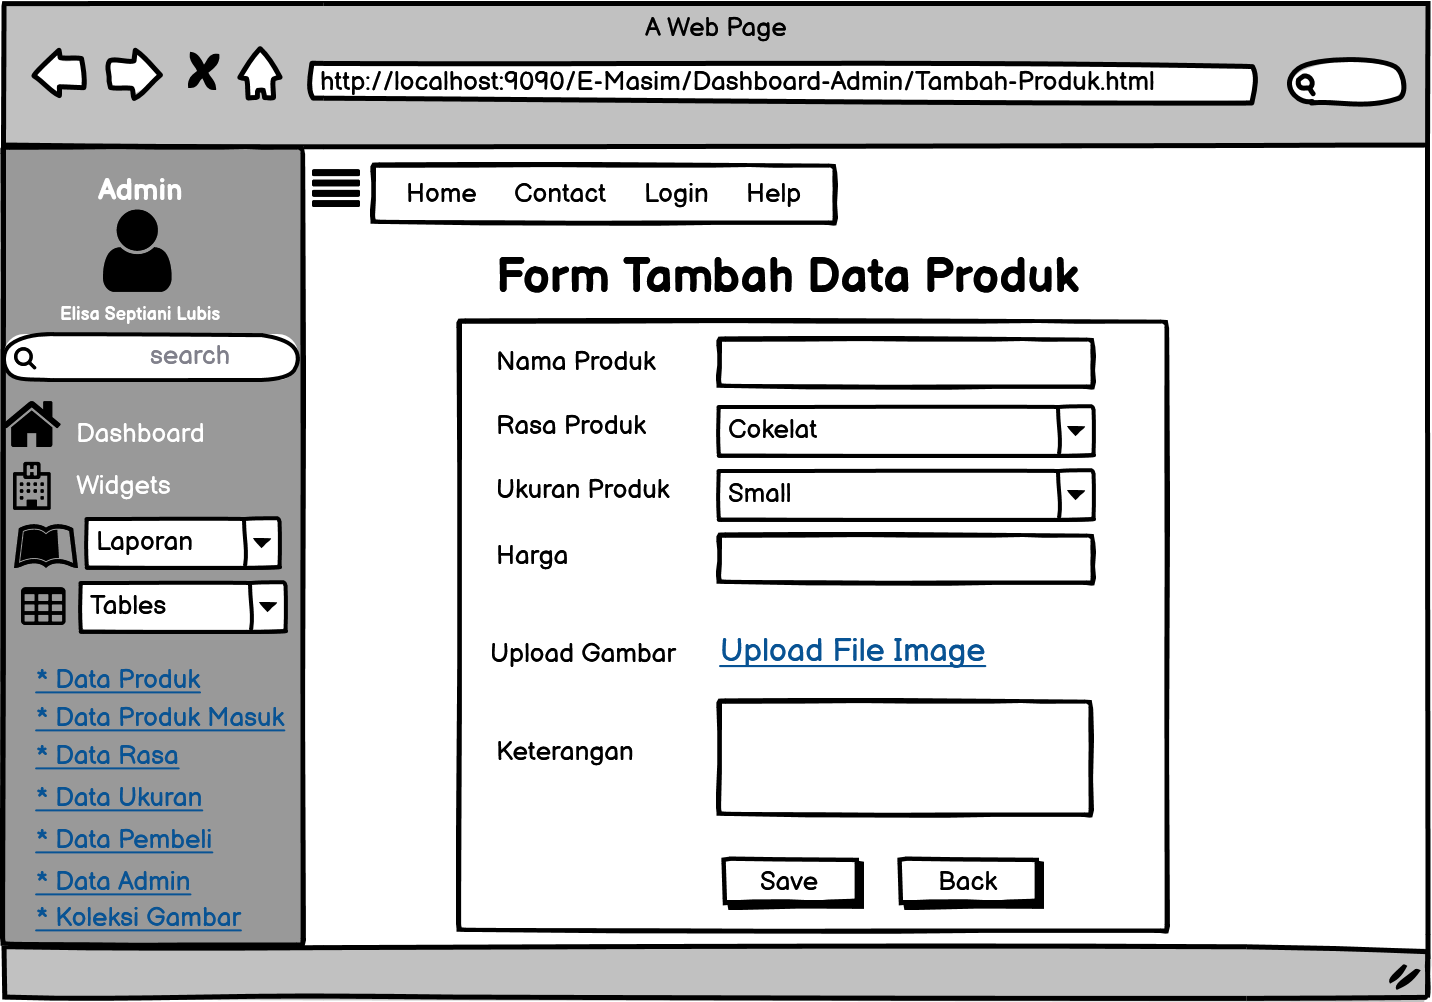 A Web Page
http://localhost:9090/E-Masim/Dashboard-Admin/Tambah-Produk.html
Admin
Elisa Septiani Lubis
search
Dashboard
H
Widgets
Laporan
Tables
* Data Produk
* Data Produk Masuk
* Data Rasa
* Data Ukuran
* Data Pembeli
* Data Admin
* Koleksi Gambar
Home Contact Login Help
Form Tambah Data Produk
Nama Produk
Rasa Produk Cokelat
Ukuran Produk Small
Harga
Upload Gambar Upload File Image
Keterangan
Save Back